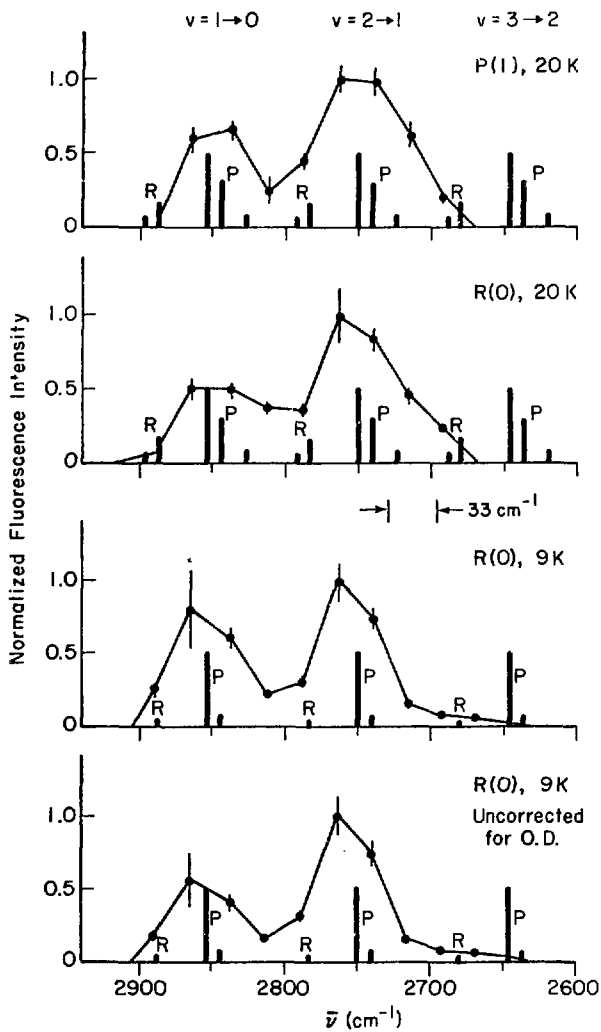 v = 1→0 v = 2→1 v = 3→2
P(1), 20 K
1.0
0.5
R P R P R P
0
R(0), 20 K
1.0
0.5
R P R P R P
0
33 cm⁻¹
R(0), 9K
1.0
0.5
R P R P R P
0
R(0), 9K
Uncorrected
for O.D.
1.0
0.5
R P R P R P
0
2900 2800 2700 2600
ν̃ (cm⁻¹)
Normalized Fluorescence Intensity